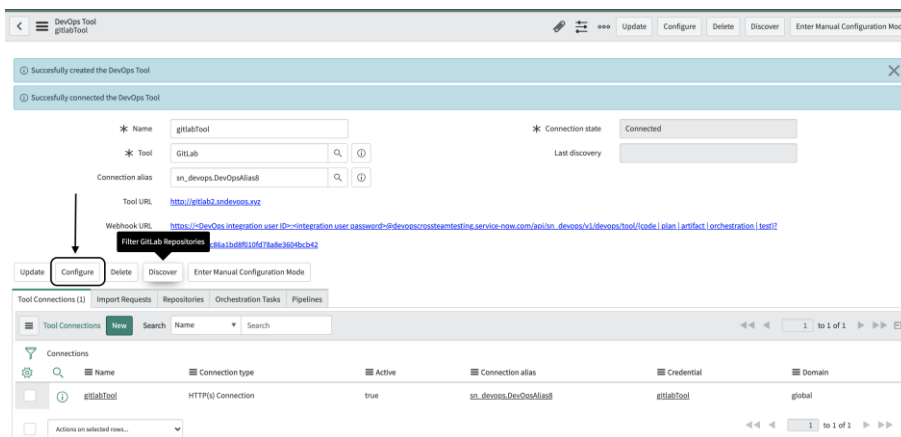 DevOps Tool
gitlabTool
Update Configure Delete Discover Enter Manual Configuration Mod
Succesfully created the DevOps Tool
Succesfully connected the DevOps Tool
Name gitlabTool Connection state Connected
Tool GitLab Last discovery
Connection alias sn_devops.DevOpsAlias8
Tool URL http://gitlab2.sndevops.xyz
Webhook URL https://<DevOps integration user ID>:<integration user password>@devopscrossteamtesting.service-now.com/api/sn_devops/v1/devops/tool/{code | plan | artifact | orchestration | test}?
Filter GitLab Repositories c86a1bd8f010fd78a8e3604bcb42
Update Configure Delete Discover Enter Manual Configuration Mode
Tool Connections (1) Import Requests Repositories Orchestration Tasks Pipelines
Tool Connections New Search Name Search 1 to 1 of 1
Connections
Name Connection type Active Connection alias Credential Domain
gitlabTool HTTP(s) Connection true sn_devops.DevOpsAlias8 gitlabTool global
Actions on selected rows... 1 to 1 of 1